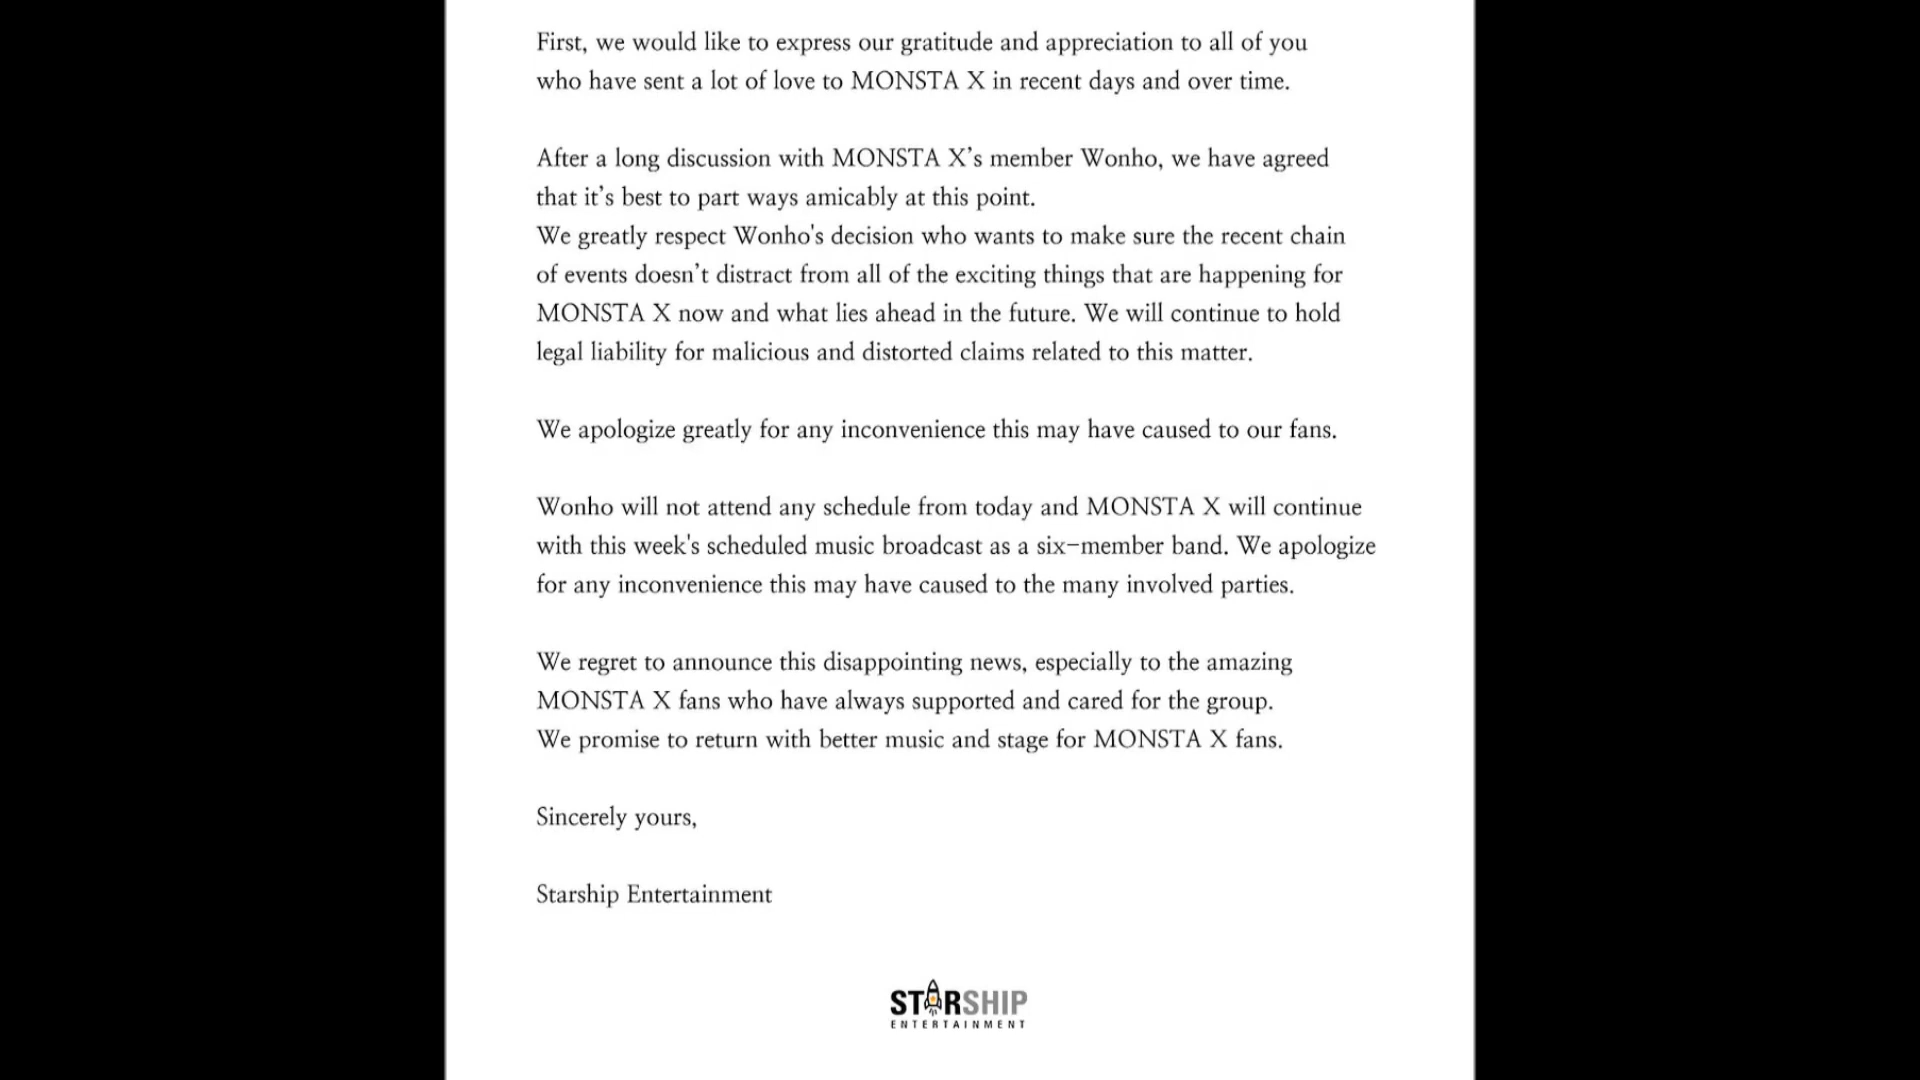 First, we would like to express our gratitude and appreciation to all of you
who have sent a lot of love to MONSTA X in recent days and over time.
After a long discussion with MONSTA X’s member Wonho, we have agreed
that it’s best to part ways amicably at this point.
We greatly respect Wonho's decision who wants to make sure the recent chain
of events doesn’t distract from all of the exciting things that are happening for
MONSTA X now and what lies ahead in the future. We will continue to hold
legal liability for malicious and distorted claims related to this matter.
We apologize greatly for any inconvenience this may have caused to our fans.
Wonho will not attend any schedule from today and MONSTA X will continue
with this week's scheduled music broadcast as a six-member band. We apologize
for any inconvenience this may have caused to the many involved parties.
We regret to announce this disappointing news, especially to the amazing
MONSTA X fans who have always supported and cared for the group.
We promise to return with better music and stage for MONSTA X fans.
Sincerely yours,
Starship Entertainment
STARSHIP
ENTERTAINMENT